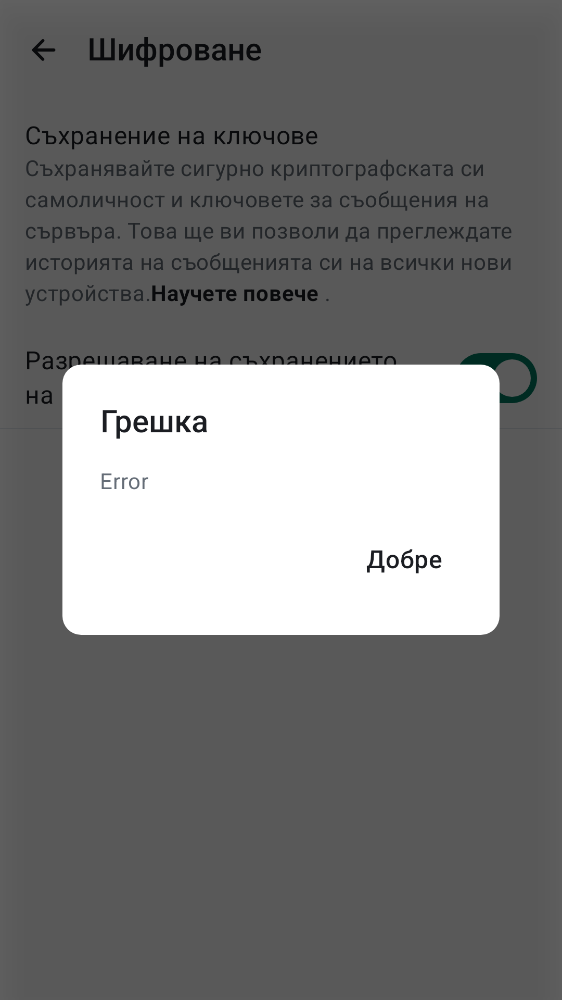 Шифроване
Съхранение на ключове
Съхранявайте сигурно криптографската си
самоличност и ключовете за съобщения на
сървъра. Това ще ви позволи да преглеждате
историята на съобщенията си на всички нови
устройства.Научете повече .
Разрешаване на съхранението
на
Грешка
Error
Добре